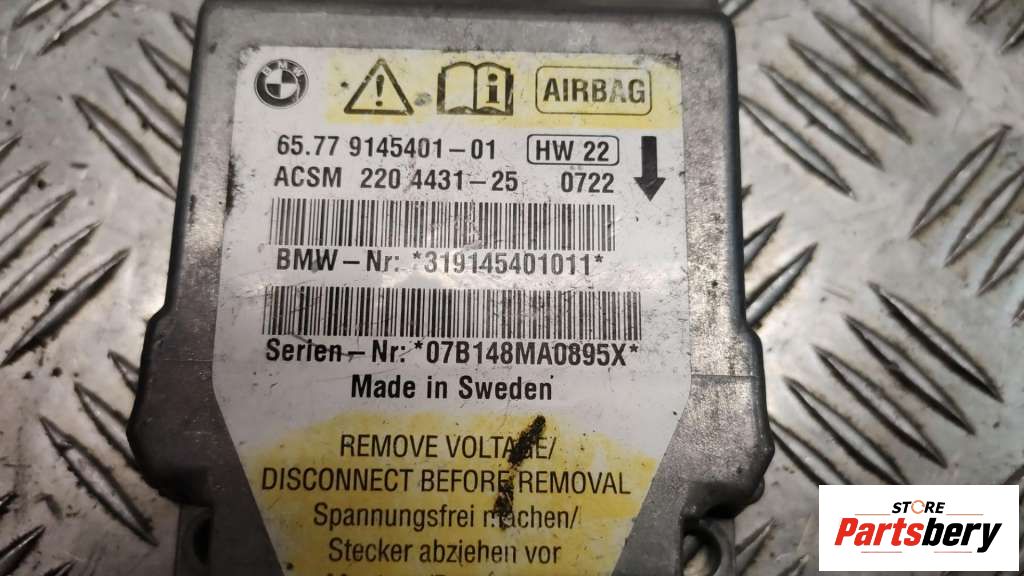 BMW
AIRBAG
65.77 9145401-01 HW 22
ACSM 220 4431-25 0722
BMW-Nr: *319145401011*
Serien-Nr: *07B148MA0895X*
Made in Sweden
REMOVE VOLTAGE/
DISCONNECT BEFORE REMOVAL
Spannungsfrei machen/
Stecker abziehen vor
STORE
Partsbery